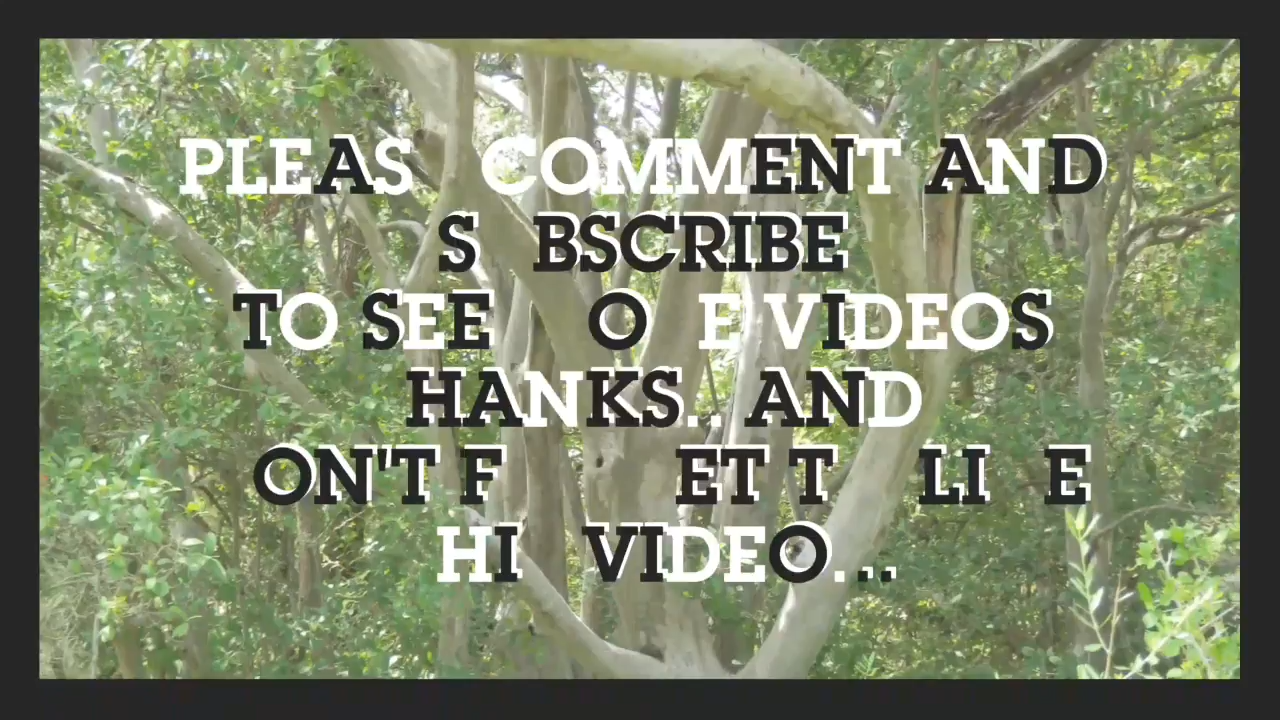 PLEAS COMMENT AND
S BSCRIBE
TO SEE O E VIDEOS
HANKS.. AND
ON'T F ET T LI E
HI VIDEO...